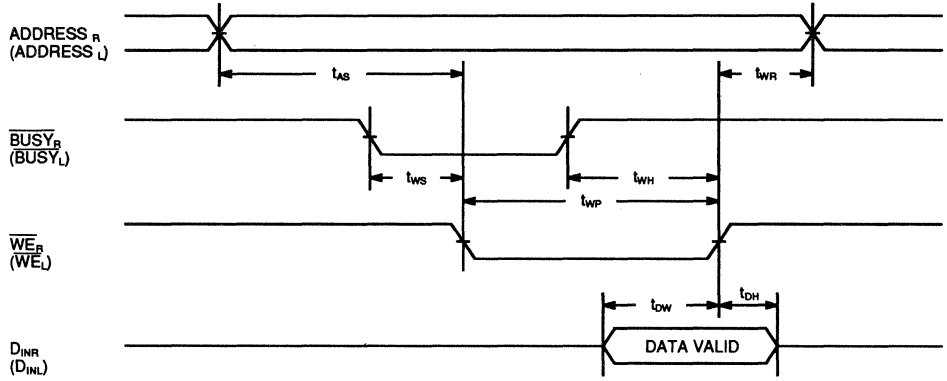 ADDRESS R
(ADDRESS L)
tAS
tWR
BUSYR
(BUSYL)
tWS
tWH
tWP
WER
(WEL)
tDW
tDH
DINR
(DINL)
DATA VALID